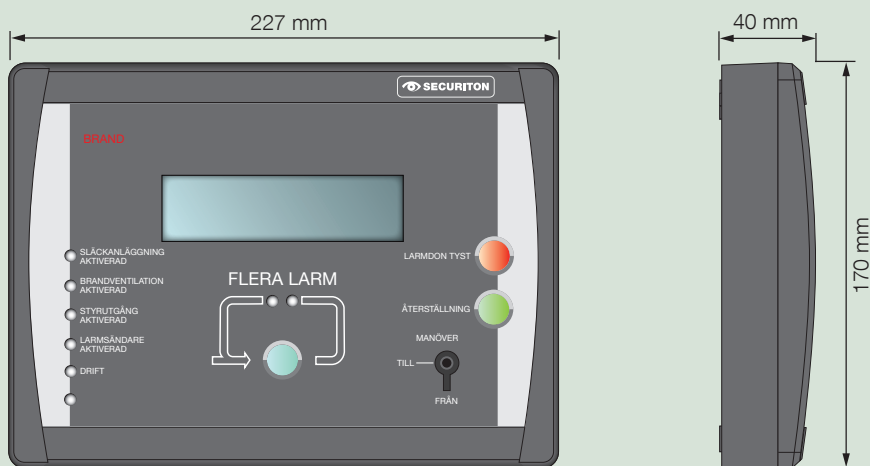 227 mm
40 mm
SECURITON
BRAND
170 mm
SLÄCKANLÄGGNING
AKTIVERAD
LARMDON TYST
BRANDVENTILATION
AKTIVERAD
FLERA LARM
STYRUTGÅNG
AKTIVERAD
ÅTERSTÄLLNING
LARMSÄNDARE
AKTIVERAD
MANÖVER
TILL
DRIFT
FRÅN